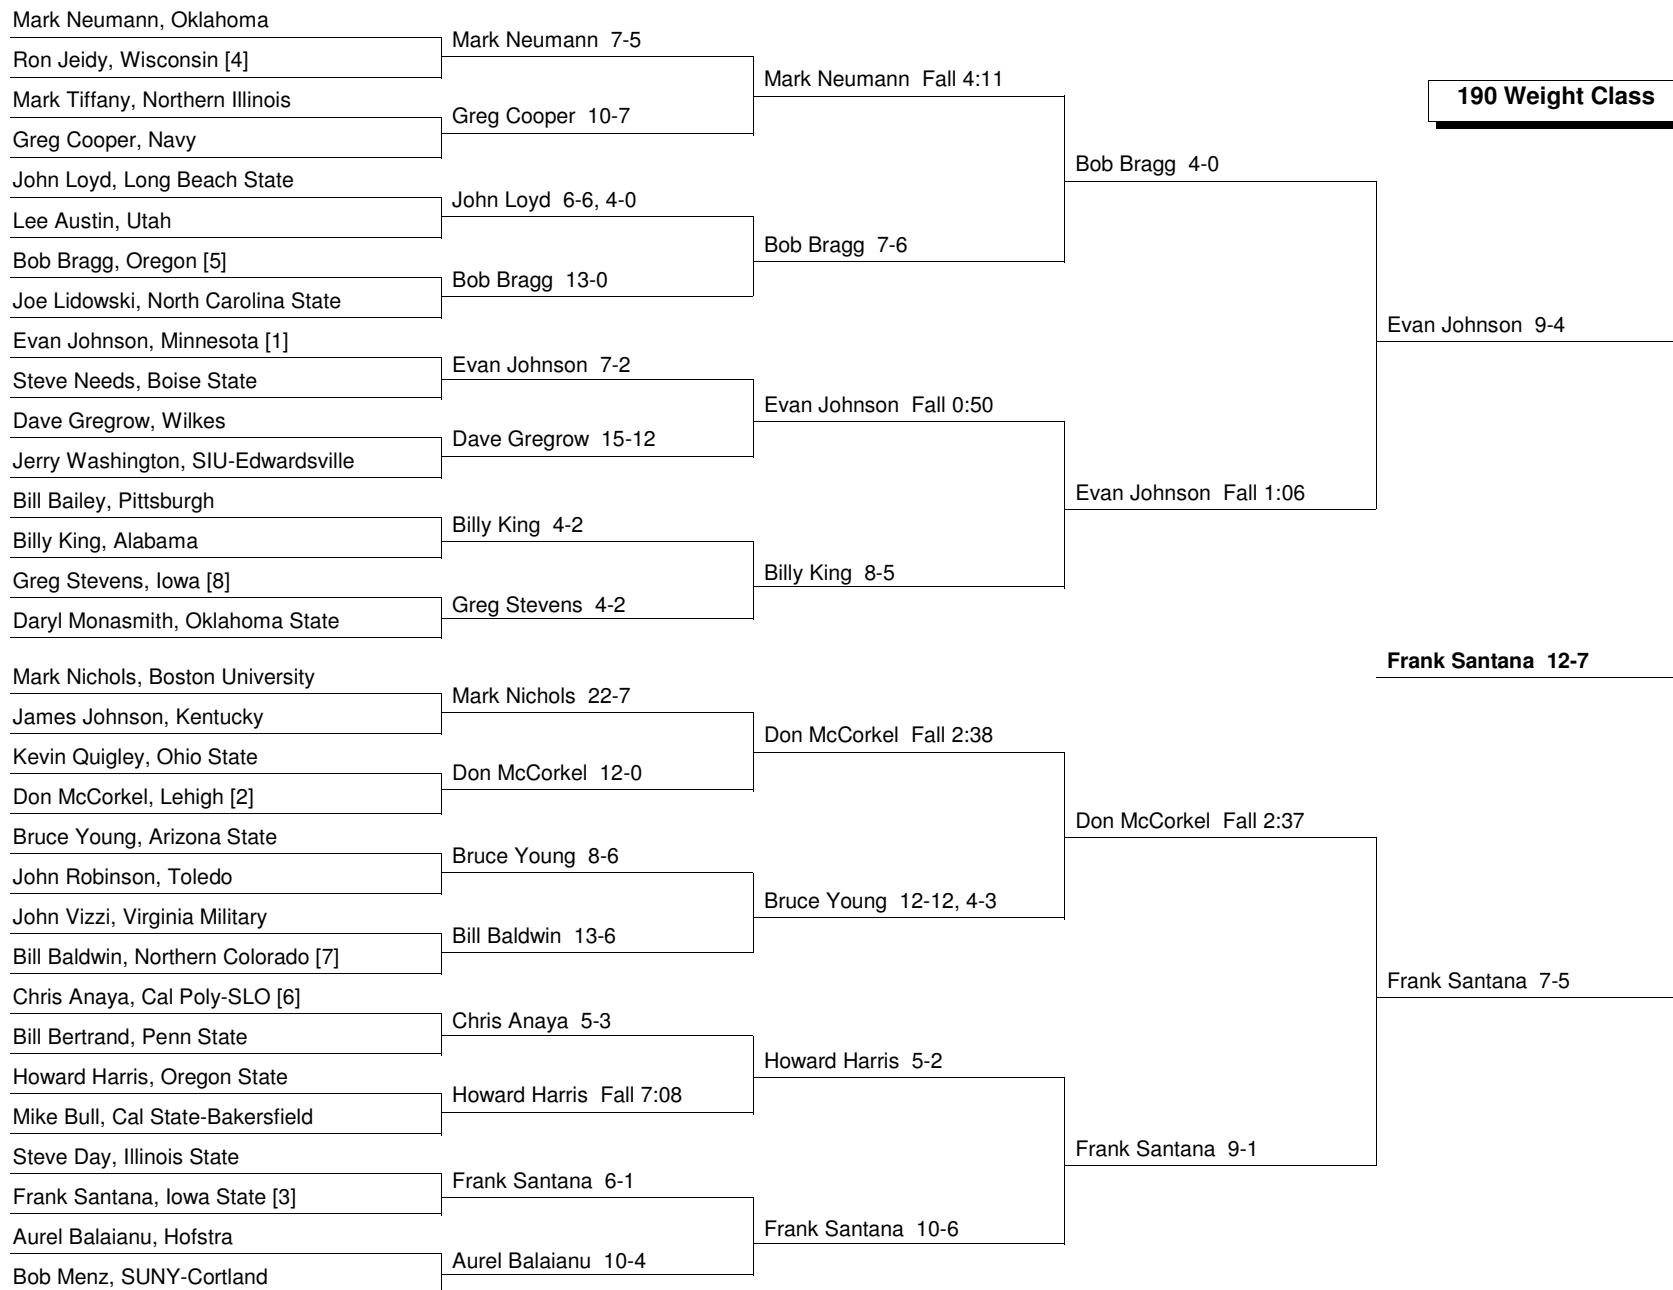 Mark Neumann, Oklahoma
Ron Jeidy, Wisconsin [4]
Mark Tiffany, Northern Illinois
Greg Cooper, Navy
John Loyd, Long Beach State
Lee Austin, Utah
Bob Bragg, Oregon [5]
Joe Lidowski, North Carolina State
Evan Johnson, Minnesota [1]
Steve Needs, Boise State
Dave Gregrow, Wilkes
Jerry Washington, SIU-Edwardsville
Bill Bailey, Pittsburgh
Billy King, Alabama
Greg Stevens, Iowa [8]
Daryl Monasmith, Oklahoma State
Mark Nichols, Boston University
James Johnson, Kentucky
Kevin Quigley, Ohio State
Don McCorkel, Lehigh [2]
Bruce Young, Arizona State
John Robinson, Toledo
John Vizzi, Virginia Military
Bill Baldwin, Northern Colorado [7]
Chris Anaya, Cal Poly-SLO [6]
Bill Bertrand, Penn State
Howard Harris, Oregon State
Mike Bull, Cal State-Bakersfield
Steve Day, Illinois State
Frank Santana, Iowa State [3]
Aurel Balaianu, Hofstra
Bob Menz, SUNY-Cortland
Mark Neumann 7-5
Greg Cooper 10-7
John Loyd 6-6, 4-0
Bob Bragg 13-0
Evan Johnson 7-2
Dave Gregrow 15-12
Billy King 4-2
Greg Stevens 4-2
Mark Nichols 22-7
Don McCorkel 12-0
Bruce Young 8-6
Bill Baldwin 13-6
Chris Anaya 5-3
Howard Harris Fall 7:08
Frank Santana 6-1
Aurel Balaianu 10-4
Mark Neumann Fall 4:11
Bob Bragg 7-6
Evan Johnson Fall 0:50
Billy King 8-5
Don McCorkel Fall 2:38
Bruce Young 12-12, 4-3
Howard Harris 5-2
Frank Santana 10-6
Bob Bragg 4-0
Evan Johnson Fall 1:06
Don McCorkel Fall 2:37
Frank Santana 9-1
190 Weight Class
Evan Johnson 9-4
Frank Santana 12-7
Frank Santana 7-5